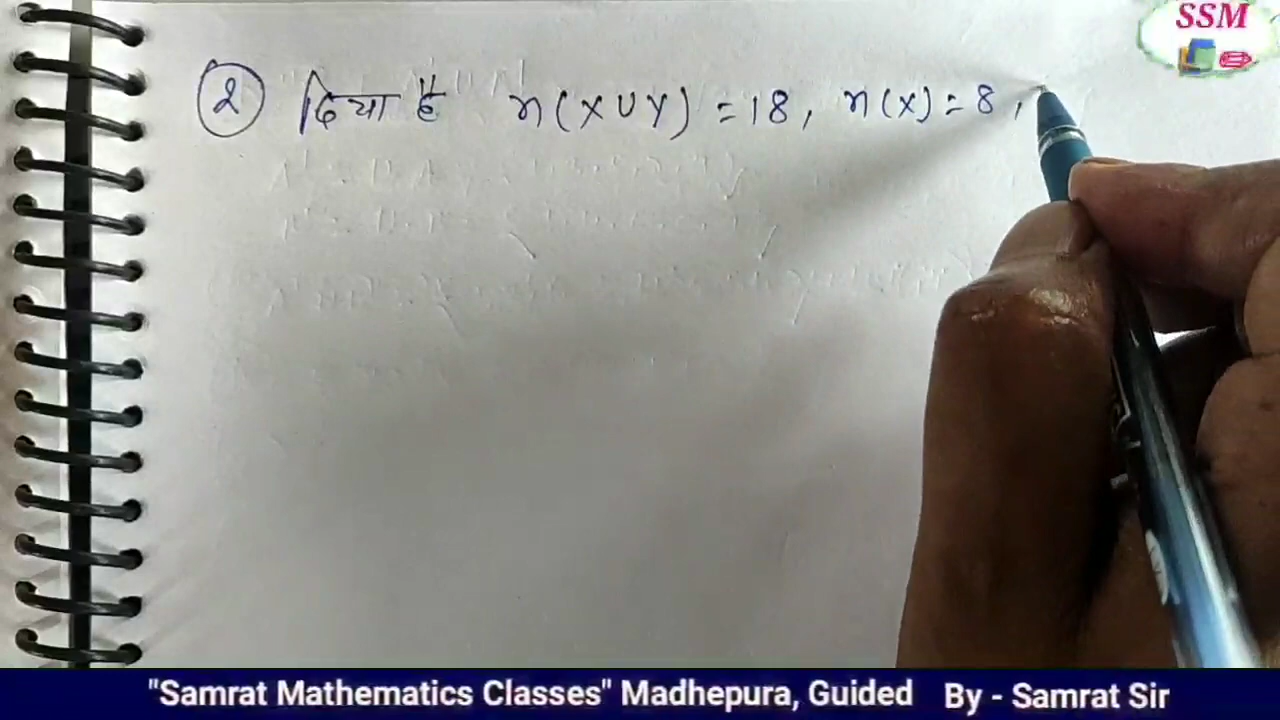 SSM
② दिया है n(X∪Y) = 18, n(X) = 8,
"Samrat Mathematics Classes" Madhepura, Guided By - Samrat Sir